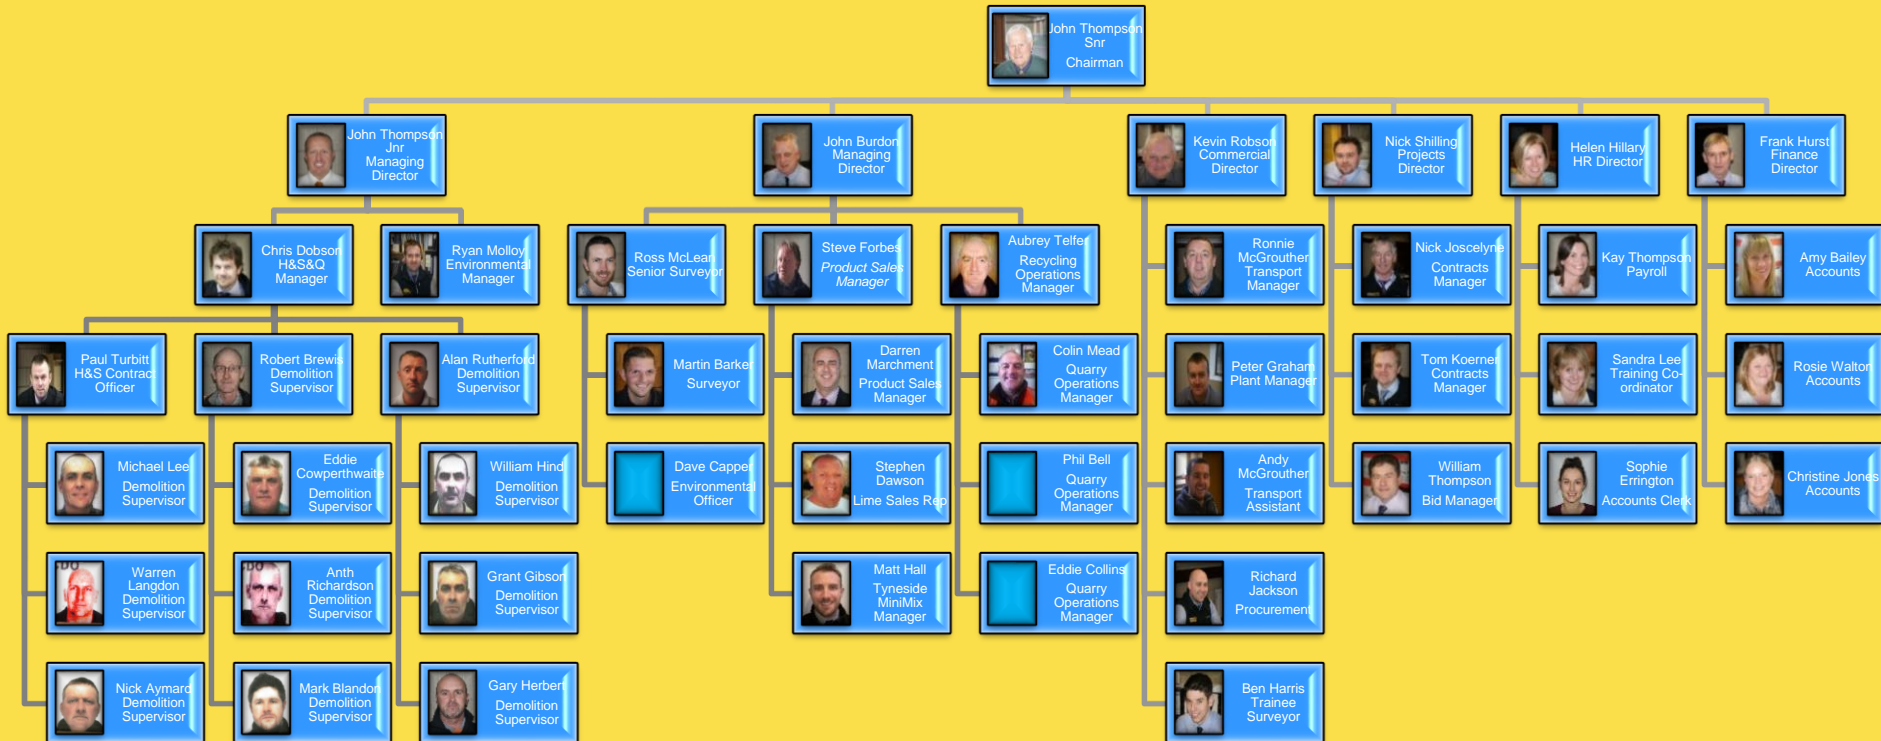 John Thompson
Snr
Chairman
John Thompson
Jnr
Managing
Director
John Burdon
Managing
Director
Kevin Robson
Commercial
Director
Nick Shilling
Projects
Director
Helen Hillary
HR Director
Frank Hurst
Finance
Director
Chris Dobson
H&S&Q
Manager
Ryan Molloy
Environmental
Manager
Ross McLean
Senior Surveyor
Steve Forbes
Product Sales
Manager
Aubrey Telfer
Recycling
Operations
Manager
Ronnie
McGrouther
Transport
Manager
Nick Joscelyne
Contracts
Manager
Kay Thompson
Payroll
Amy Bailey
Accounts
Paul Turbitt
H&S Contract
Officer
Robert Brewis
Demolition
Supervisor
Alan Rutherford
Demolition
Supervisor
Martin Barker
Surveyor
Darren
Marchment
Product Sales
Manager
Colin Mead
Quarry
Operations
Manager
Peter Graham
Plant Manager
Tom Koerner
Contracts
Manager
Sandra Lee
Training Co-
ordinator
Rosie Walton
Accounts
Michael Lee
Demolition
Supervisor
Eddie
Cowperthwaite
Demolition
Supervisor
William Hind
Demolition
Supervisor
Dave Capper
Environmental
Officer
Stephen
Dawson
Lime Sales Rep
Phil Bell
Quarry
Operations
Manager
Andy
McGrouther
Transport
Assistant
William
Thompson
Bid Manager
Sophie
Errington
Accounts Clerk
Christine Jones
Accounts
Warren
Langdon
Demolition
Supervisor
Anth
Richardson
Demolition
Supervisor
Grant Gibson
Demolition
Supervisor
Matt Hall
Tyneside
MiniMix
Manager
Eddie Collins
Quarry
Operations
Manager
Richard
Jackson
Procurement
Nick Aymard
Demolition
Supervisor
Mark Blandon
Demolition
Supervisor
Gary Herbert
Demolition
Supervisor
Ben Harris
Trainee
Surveyor